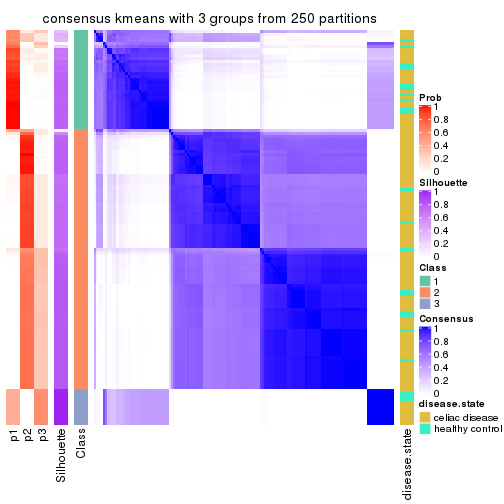 consensus kmeans with 3 groups from 250 partitions
Prob
1
0.8
0.6
0.4
0.2
0
Silhouette
1
0.8
0.6
0.4
0.2
0
Class
1
2
3
Consensus
1
0.8
0.6
0.4
0.2
0
disease.state
celiac disease
healthy control
p1
p2
p3
Silhouette
Class
disease.state